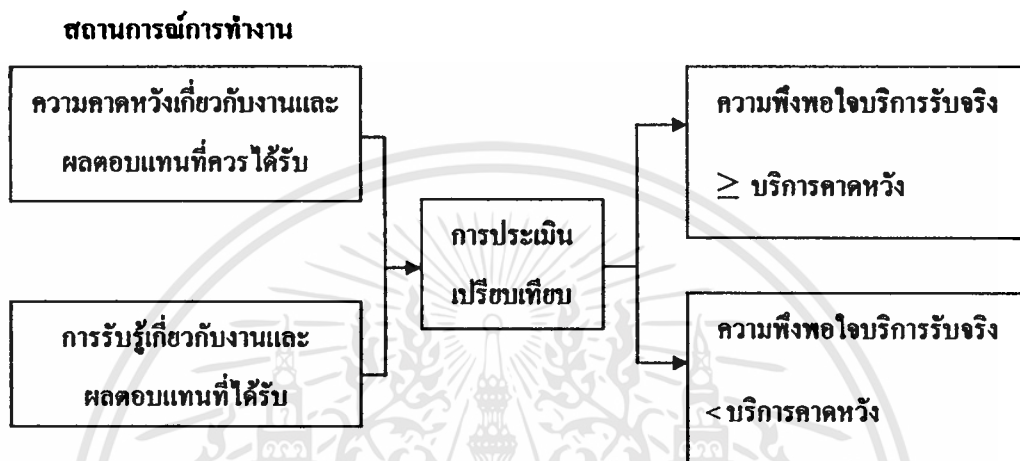 สถานการณ์การทำงาน
ความคาดหวังเกี่ยวกับงานและ
ผลตอบแทนที่ควรได้รับ
การรับรู้เกี่ยวกับงานและ
ผลตอบแทนที่ได้รับ
การประเมิน
เปรียบเทียบ
ความพึงพอใจบริการรับจริง
≥ บริการคาดหวัง
ความพึงพอใจบริการรับจริง
< บริการคาดหวัง